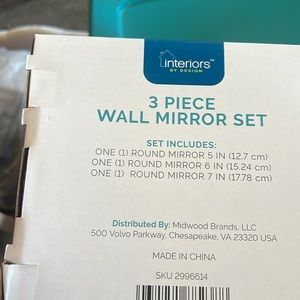 interiors™
BY DESIGN
3 PIECE
WALL MIRROR SET
SET INCLUDES:
ONE (1) ROUND MIRROR 5 IN (12.7 cm)
ONE (1) ROUND MIRROR 6 IN (15.24 cm)
ONE (1) ROUND MIRROR 7 IN (17.78 cm)
Distributed By: Midwood Brands, LLC
500 Volvo Parkway, Chesapeake, VA 23320 USA
MADE IN CHINA
SKU 2996614